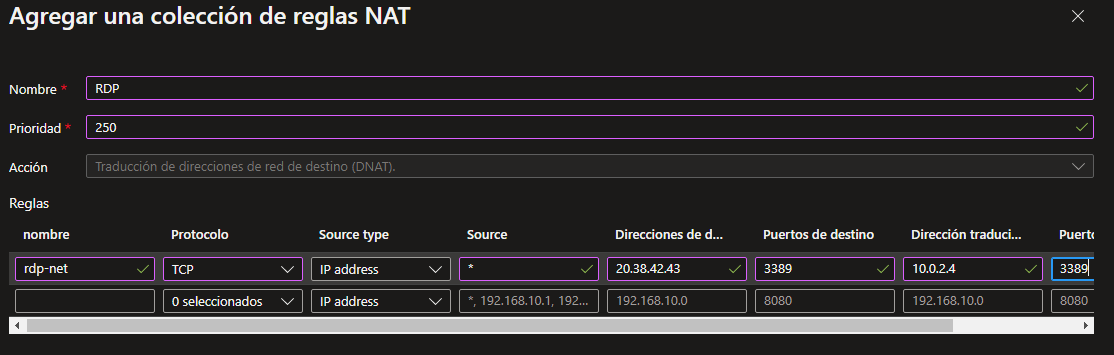 Agregar una colección de reglas NAT
Nombre *
RDP
Prioridad *
250
Acción
Traducción de direcciones de red de destino (DNAT).
Reglas
nombre Protocolo Source type Source Direcciones de d... Puertos de destino Dirección traduci... Puerto
rdp-net TCP IP address * 20.38.42.43 3389 10.0.2.4 3389
0 seleccionados IP address *, 192.168.10.1, 192... 192.168.10.0 8080 192.168.10.0 8080